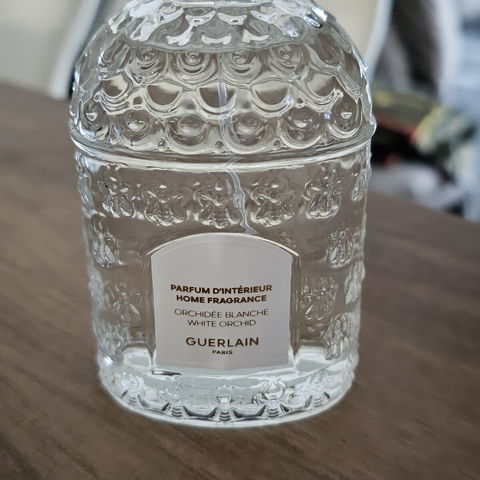 PARFUM D'INTÉRIEUR
HOME FRAGRANCE
ORCHIDÉE BLANCHE
WHITE ORCHID
GUERLAIN
PARIS